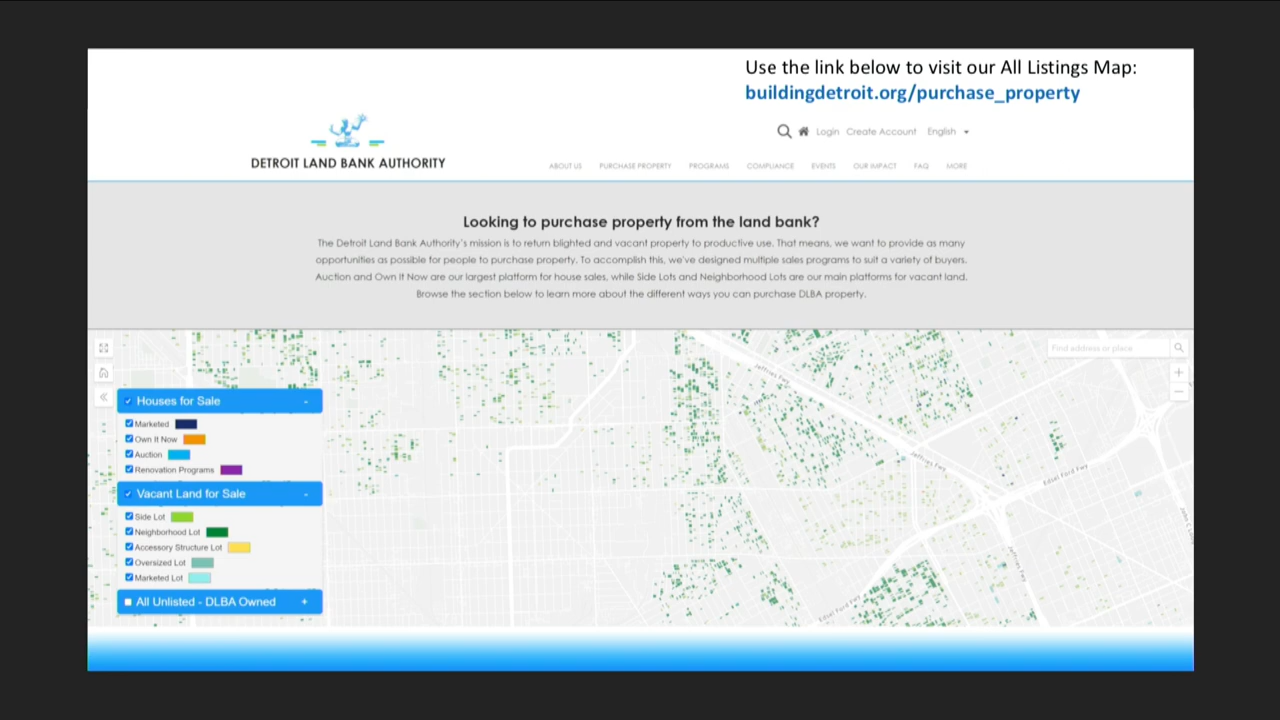 Use the link below to visit our All Listings Map:
buildingdetroit.org/purchase_property
Login Create Account English
DETROIT LAND BANK AUTHORITY
ABOUT US PURCHASE PROPERTY PROGRAMS COMPLIANCE EVENTS OUR IMPACT FAQ MORE
Looking to purchase property from the land bank?
The Detroit Land Bank Authority's mission is to return blighted and vacant property to productive use. That means, we want to provide as many
opportunities as possible for people to purchase property. To accomplish this, we've designed multiple sales programs to suit a variety of buyers.
Auction and Own It Now are our largest platform for house sales, while Side Lots and Neighborhood Lots are our main platforms for vacant land.
Browse the section below to learn more about the different ways you can purchase DLBA property.
Find address or place
Jeffries Fwy
Houses for Sale -
Marketed
Own It Now
Auction
Renovation Programs
Jeffries Fwy
Edsel Ford Fwy
Vacant Land for Sale -
Side Lot
Neighborhood Lot
Accessory Structure Lot
Oversized Lot
Marketed Lot
Jeffries Fwy
All Unlisted - DLBA Owned +
Edsel Ford Fwy